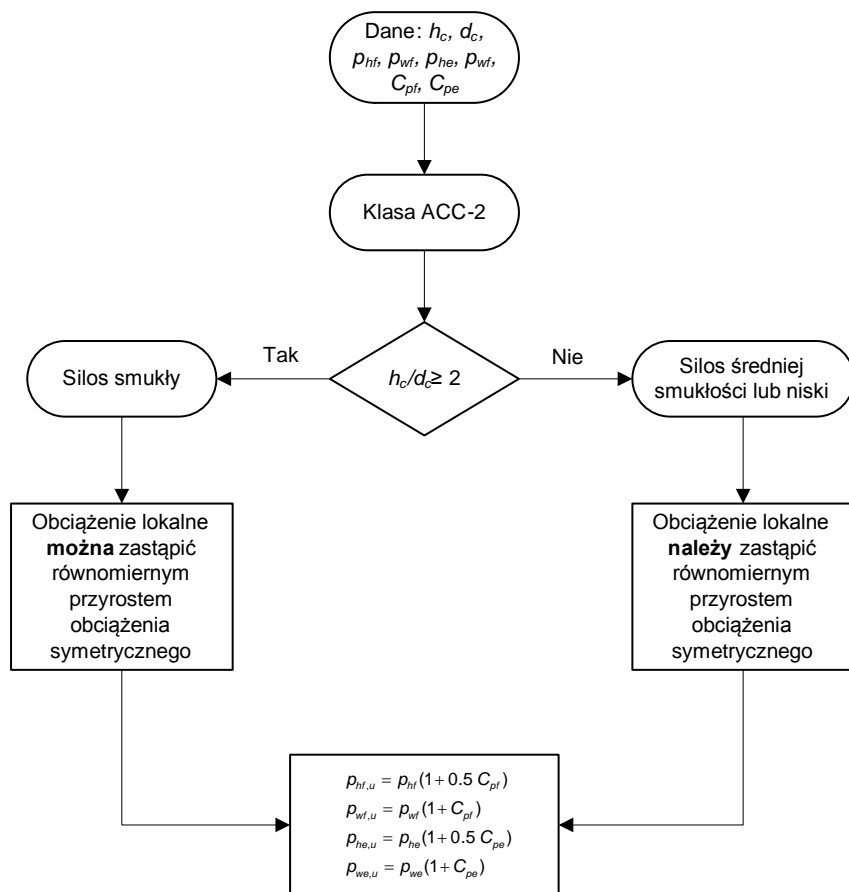 Dane: h_c, d_c,
p_hf, p_wf, p_he, p_wf,
C_pf, C_pe
Klasa ACC-2
Tak
h_c/d_c ≥ 2
Nie
Silos smukły
Silos średniej
smukłości lub niski
Obciążenie lokalne
można zastąpić
równomiernym
przyrostem
obciążenia
symetrycznego
Obciążenie lokalne
należy zastąpić
równomiernym
przyrostem
obciążenia
symetrycznego
p_hf,u = p_hf(1+0.5 C_pf)
p_wf,u = p_wf(1+C_pf)
p_he,u = p_he(1+0.5 C_pe)
p_we,u = p_we(1+C_pe)